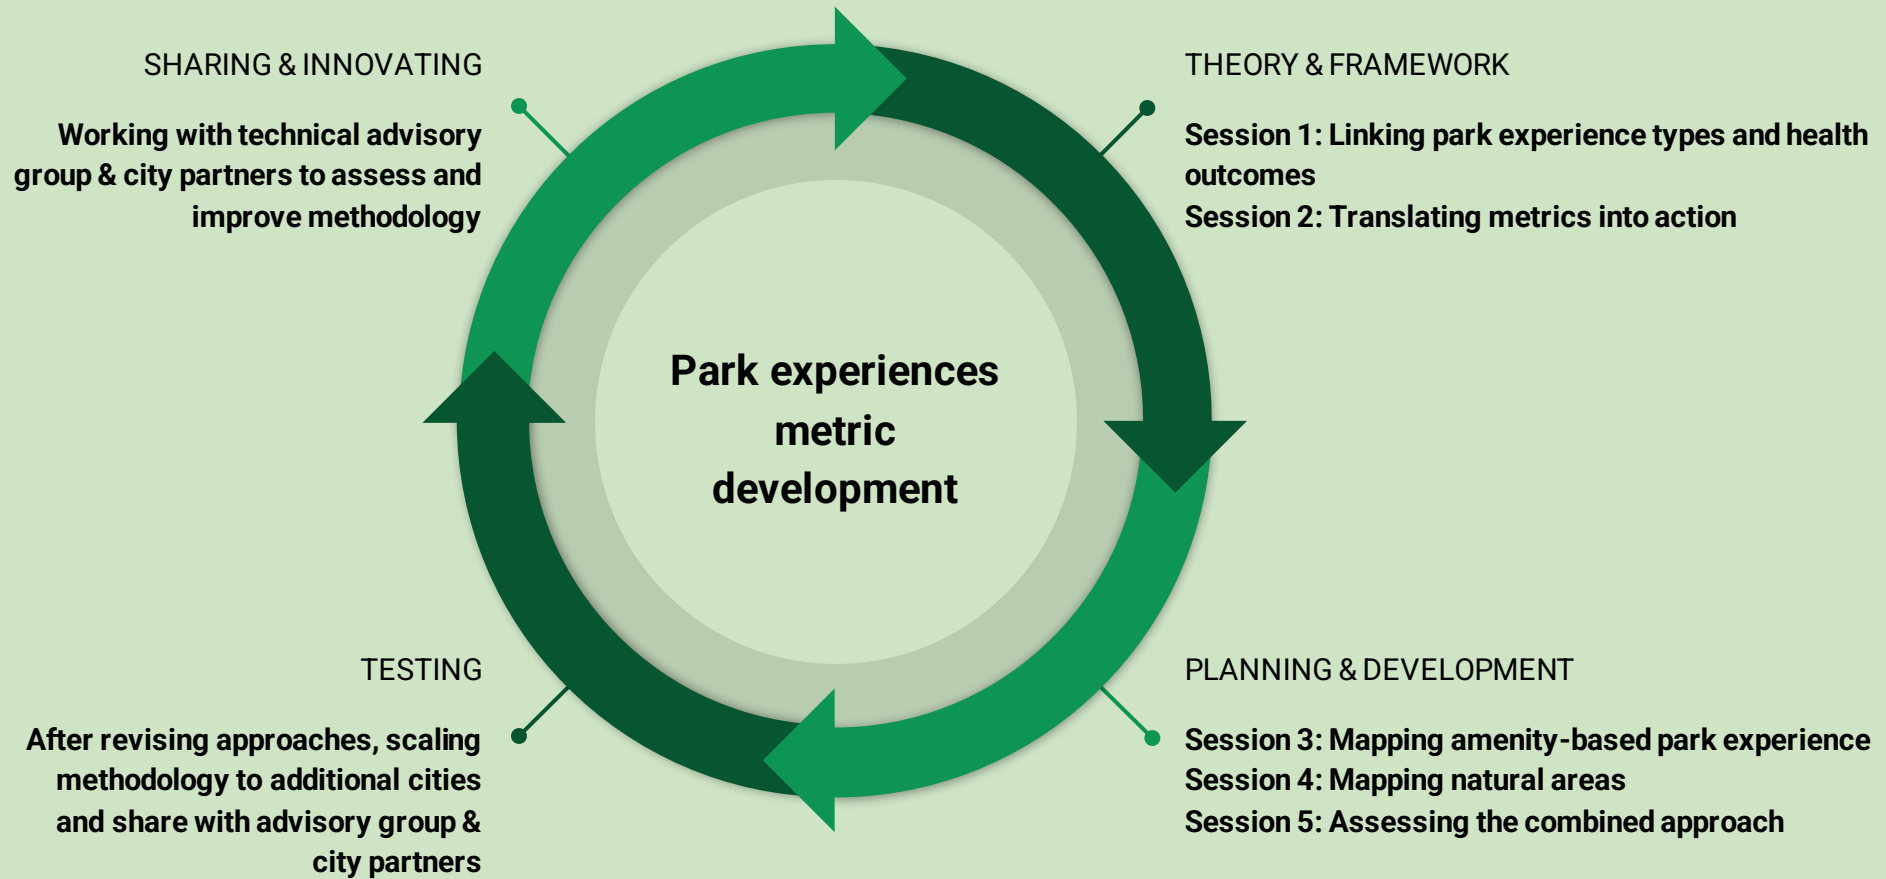 SHARING & INNOVATING
Working with technical advisory
group & city partners to assess and
improve methodology
THEORY & FRAMEWORK
Session 1: Linking park experience types and health
outcomes
Session 2: Translating metrics into action
Park experiences
metric
development
TESTING
After revising approaches, scaling
methodology to additional cities
and share with advisory group &
city partners
PLANNING & DEVELOPMENT
Session 3: Mapping amenity-based park experience
Session 4: Mapping natural areas
Session 5: Assessing the combined approach